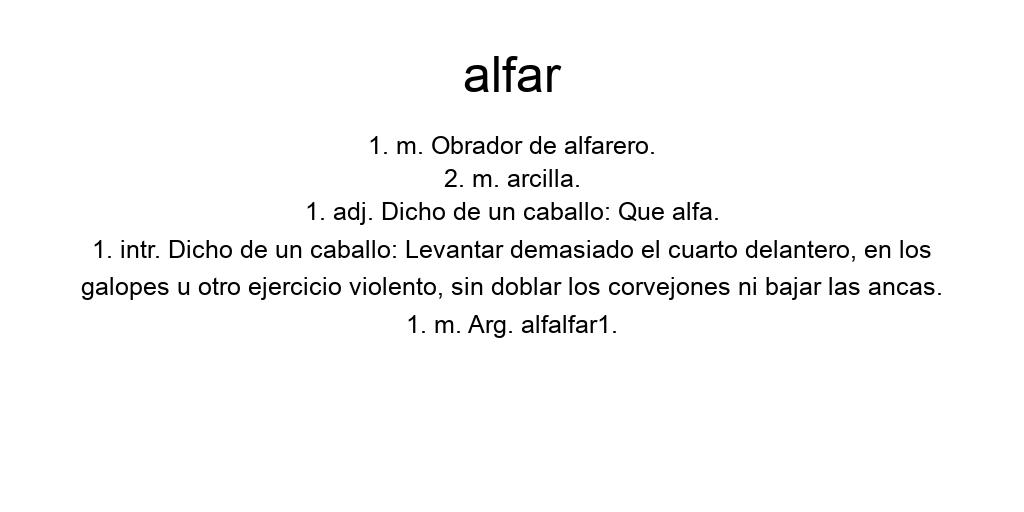 alfar
1. m. Obrador de alfarero.
2. m. arcilla.
1. adj. Dicho de un caballo: Que alfa.
1. intr. Dicho de un caballo: Levantar demasiado el cuarto delantero, en los
galopes u otro ejercicio violento, sin doblar los corvejones ni bajar las ancas.
1. m. Arg. alfalfar1.